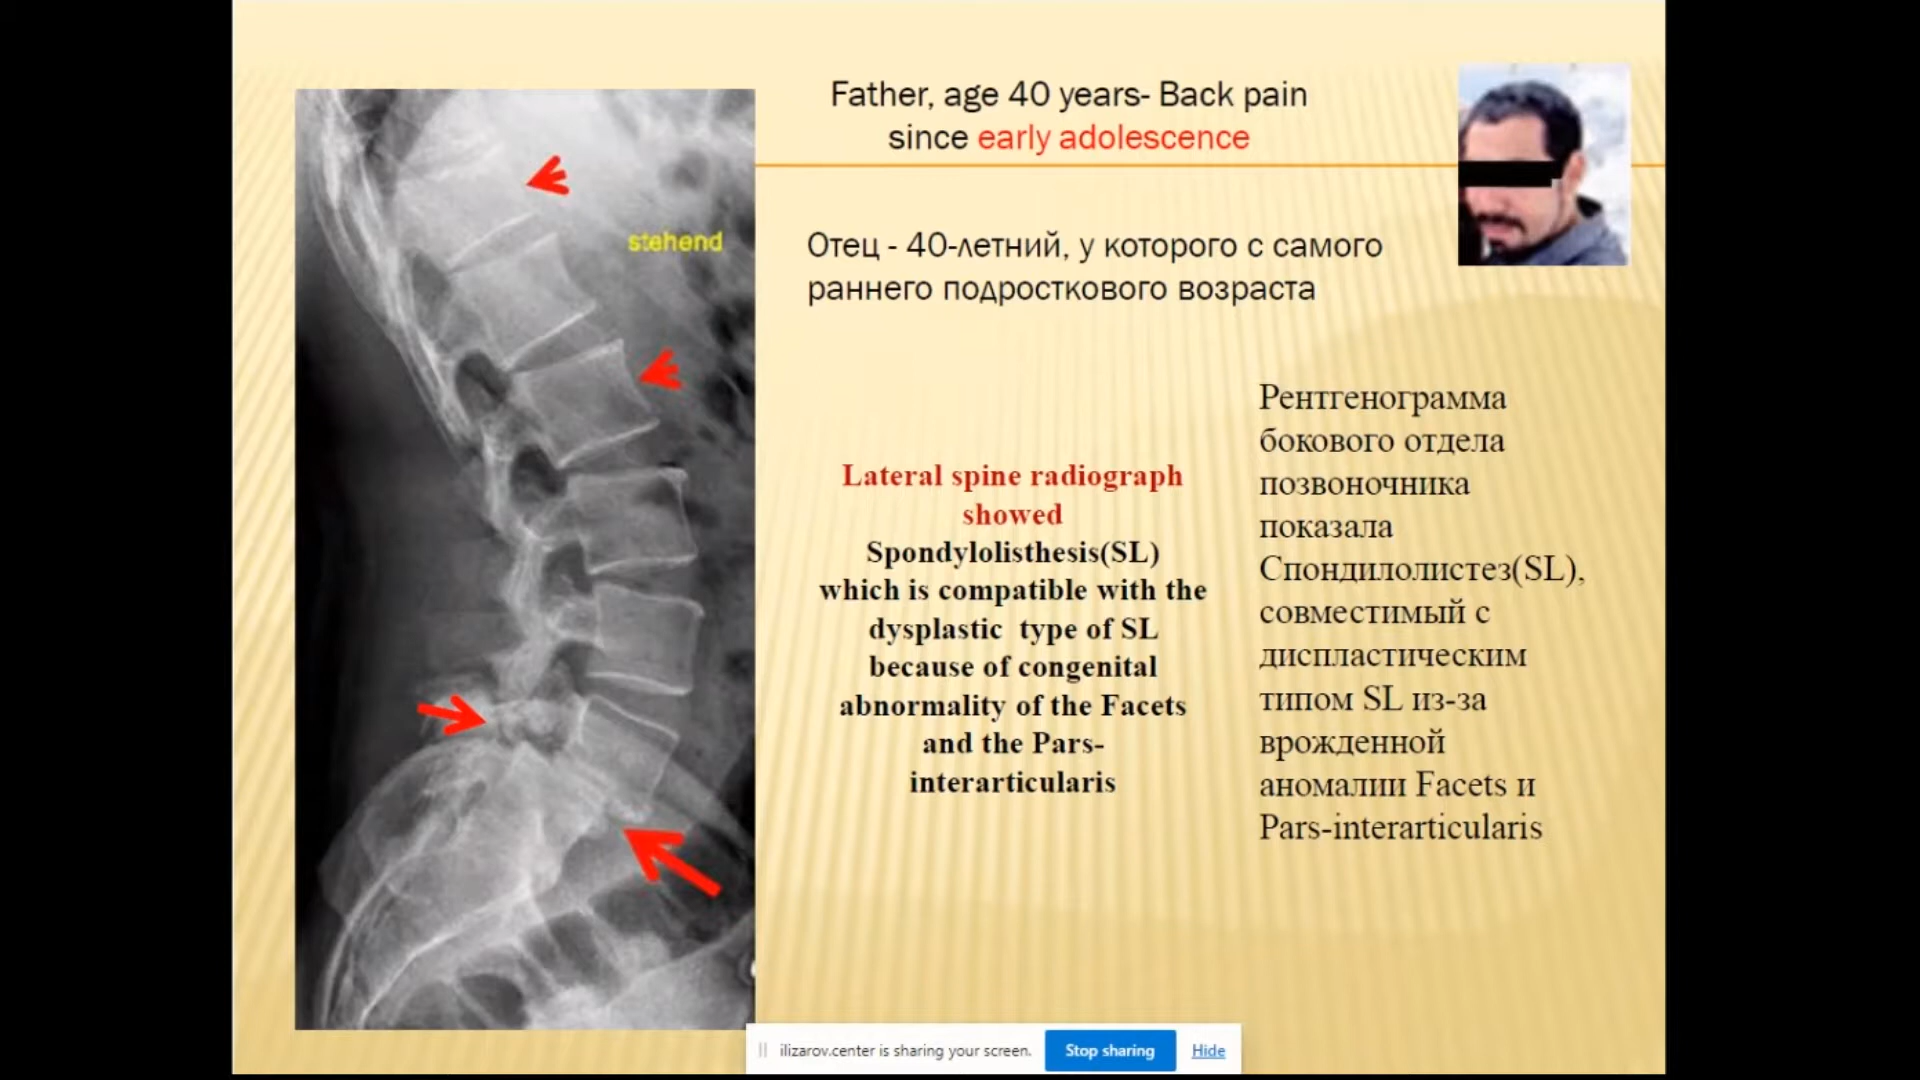 Father, age 40 years- Back pain
since early adolescence
stehend
Отец - 40-летний, у которого с самого
раннего подросткового возраста
Lateral spine radiograph
showed
Spondylolisthesis(SL)
which is compatible with the
dysplastic type of SL
because of congenital
abnormality of the Facets
and the Pars-
interarticularis
Рентгенограмма
бокового отдела
позвоночника
показала
Спондилолистез(SL),
совместимый с
диспластическим
типом SL из-за
врожденной
аномалии Facets и
Pars-interarticularis
ilizarov.center is sharing your screen.
Stop sharing
Hide